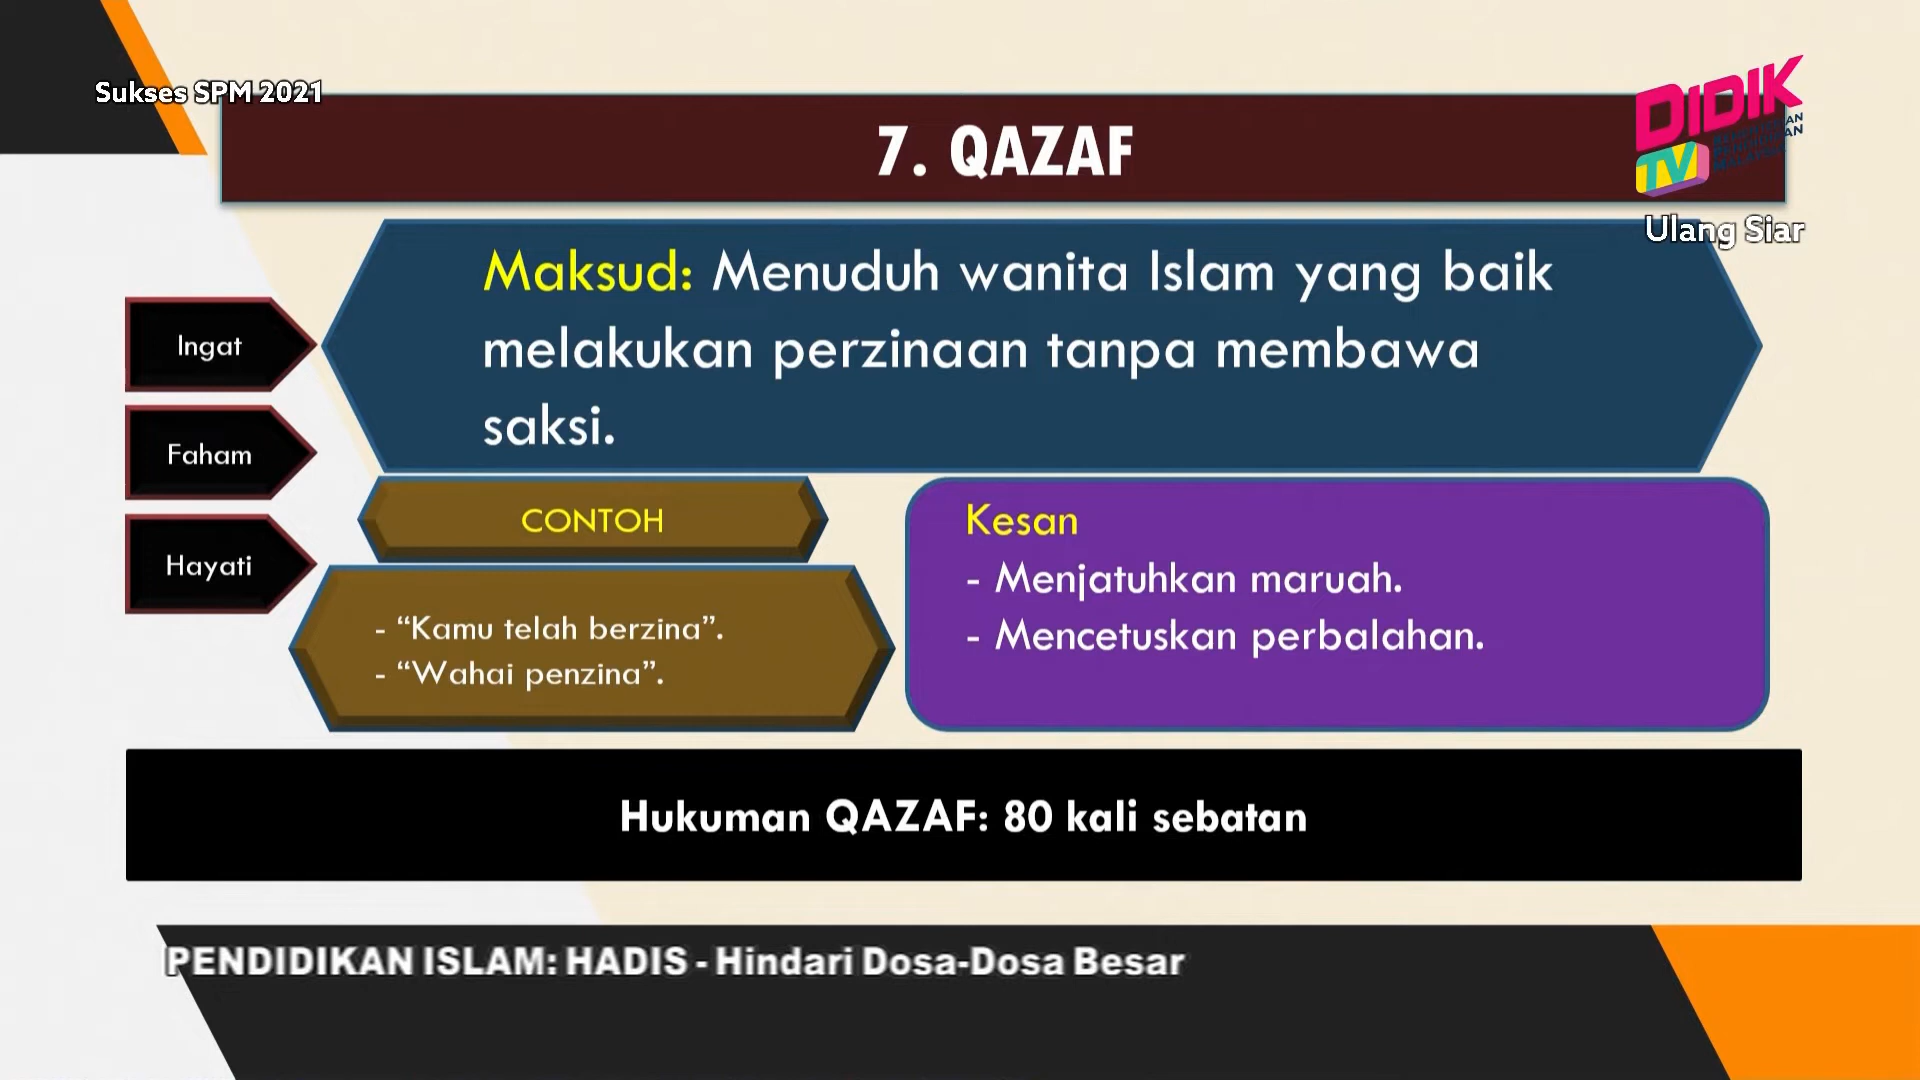 Sukses SPM 2021
7. QAZAF
DIDIK
TV
Ulang Siar
Maksud: Menuduh wanita Islam yang baik
melakukan perzinaan tanpa membawa
saksi.
Ingat
Faham
Hayati
CONTOH
- “Kamu telah berzina”.
- “Wahai penzina”.
Kesan
- Menjatuhkan maruah.
- Mencetuskan perbalahan.
Hukuman QAZAF: 80 kali sebatan
PENDIDIKAN ISLAM: HADIS - Hindari Dosa-Dosa Besar